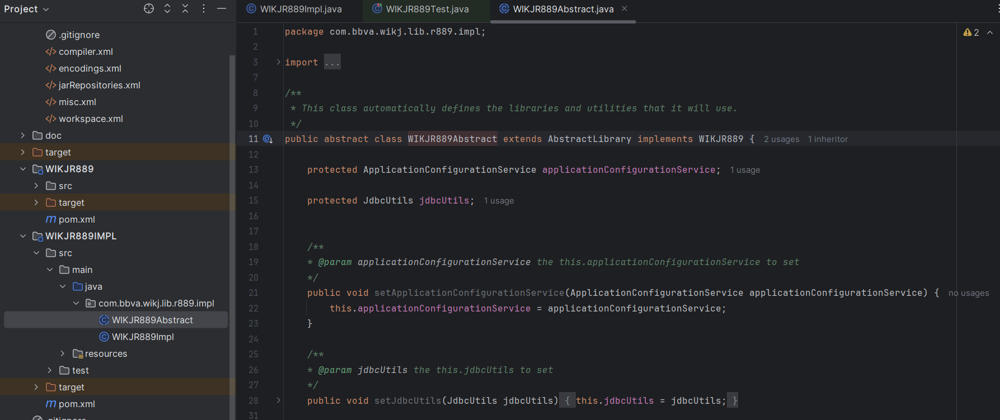 Project
.gitignore
compiler.xml
encodings.xml
jarRepositories.xml
misc.xml
workspace.xml
doc
target
WIKJR889
src
target
pom.xml
WIKJR889IMPL
src
main
java
com.bbva.wikj.lib.r889.impl
WIKJR889Abstract
WIKJR889Impl
resources
test
target
pom.xml
.gitignore
WIKJR889Impl.java
WIKJR889Test.java
WIKJR889Abstract.java
2
1 package com.bbva.wikj.lib.r889.impl;
2
3 import ...
7
8 /**
9 * This class automatically defines the libraries and utilities that it will use.
10 */
11 public abstract class WIKJR889Abstract extends AbstractLibrary implements WIKJR889 { 2 usages 1 inheritor
12
13 protected ApplicationConfigurationService applicationConfigurationService; 1 usage
14
15 protected JdbcUtils jdbcUtils; 1 usage
16
17
18 /**
19 * @param applicationConfigurationService the this.applicationConfigurationService to set
20 */
21 public void setApplicationConfigurationService(ApplicationConfigurationService applicationConfigurationService) { no usages
22 this.applicationConfigurationService = applicationConfigurationService;
23 }
24
25 /**
26 * @param jdbcUtils the this.jdbcUtils to set
27 */
28 public void setJdbcUtils(JdbcUtils jdbcUtils) { this.jdbcUtils = jdbcUtils; }
31